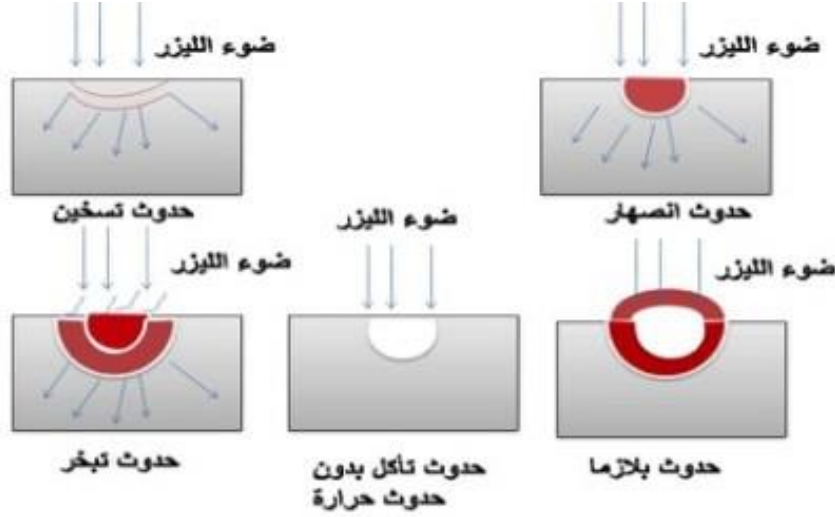 ضوء الليزر
ضوء الليزر
حدوث تسخين
حدوث انصهار
ضوء الليزر
ضوء الليزر
ضوء الليزر
حدوث تبخر
حدوث تأكل بدون
حدوث حرارة
حدوث بلازما